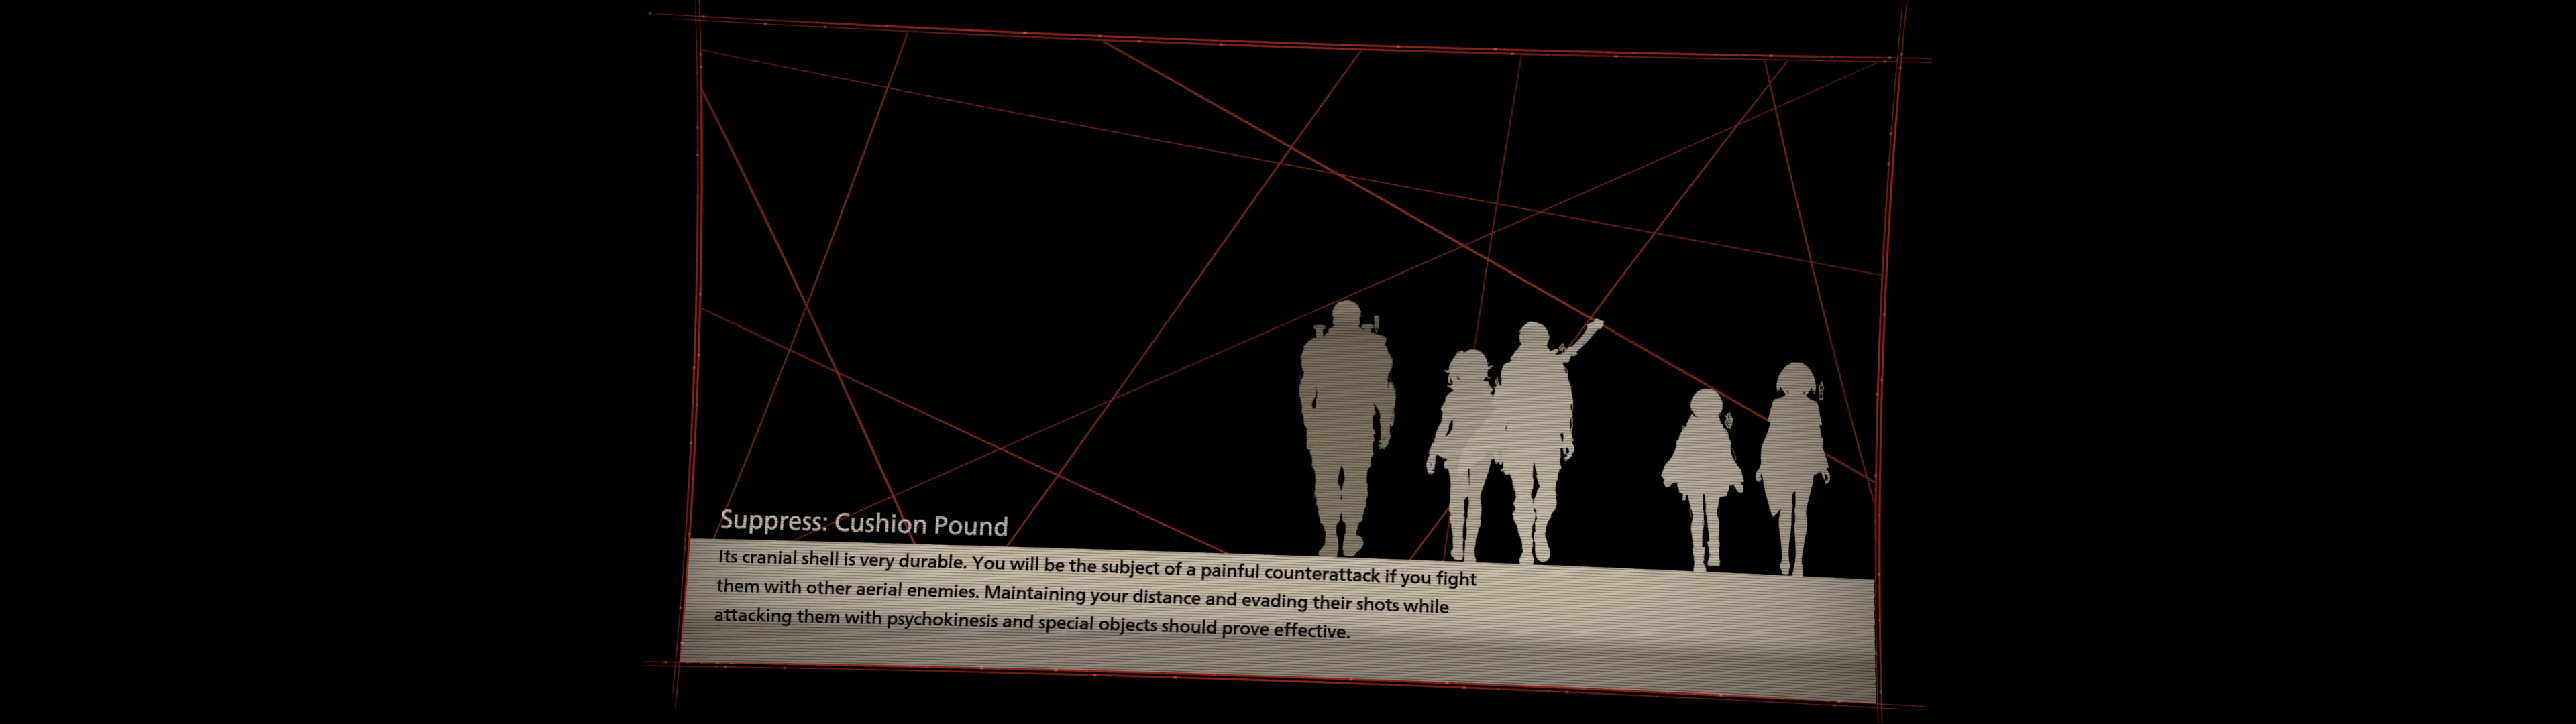 Suppress: Cushion Pound
Its cranial shell is very durable. You will be the subject of a painful counterattack if you fight
them with other aerial enemies. Maintaining your distance and evading their shots while
attacking them with psychokinesis and special objects should prove effective.